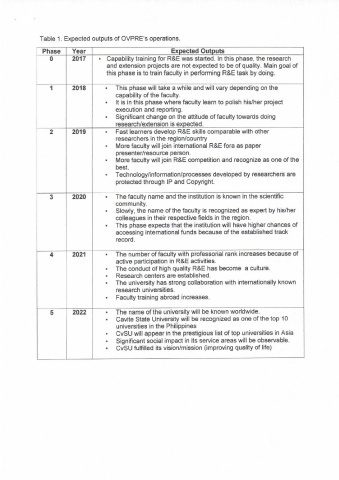 Table 1. Expected outputs of OVPRE's operations.
Phase Year Expected Outputs
0 2017 • Capability training for R&E was started. In this phase, the research
and extension projects are not expected to be of quality. Main goal of
this phase is to train faculty in performing R&E task by doing.
1 2018 • This phase will take a while and will vary depending on the
capability of the faculty.
• It is in this phase where faculty learn to polish his/her project
execution and reporting.
• Significant change on the attitude of faculty towards doing
research/extension is expected.
2 2019 • Fast learners develop R&E skills comparable with other
researchers in the region/country
• More faculty will join international R&E fora as paper
presenter/resource person.
• More faculty will join R&E competition and recognize as one of the
best.
• Technology/information/processes developed by researchers are
protected through IP and Copyright.
3 2020 • The faculty name and the institution is known in the scientific
community.
• Slowly, the name of the faculty is recognized as expert by his/her
colleagues in their respective fields in the region.
• This phase expects that the institution will have higher chances of
accessing international funds because of the established track
record.
4 2021 • The number of faculty with professorial rank increases because of
active participation in R&E activities.
• The conduct of high quality R&E has become a culture.
• Research centers are established.
• The university has strong collaboration with internationally known
research universities.
• Faculty training abroad increases.
5 2022 • The name of the university will be known worldwide.
• Cavite State University will be recognized as one of the top 10
universities in the Philippines
• CvSU will appear in the prestigious list of top universities in Asia
• Significant social impact in its service areas will be observable.
• CvSU fulfilled its vision/mission (improving quality of life)